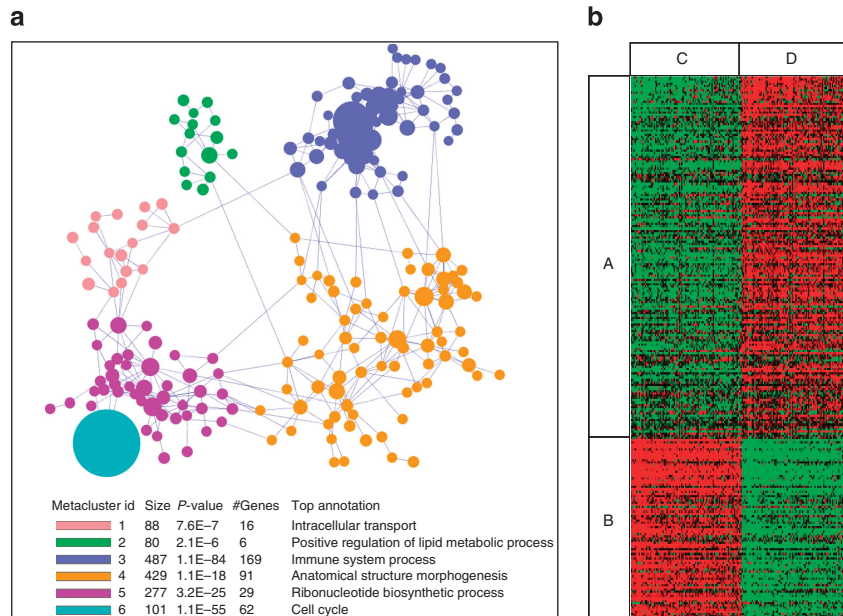 a
b
C D
A
B
Metacluster id Size P-value #Genes Top annotation
1 88 7.6E–7 16 Intracellular transport
2 80 2.1E–6 6 Positive regulation of lipid metabolic process
3 487 1.1E–84 169 Immune system process
4 429 1.1E–18 91 Anatomical structure morphogenesis
5 277 3.2E–25 29 Ribonucleotide biosynthetic process
6 101 1.1E–55 62 Cell cycle